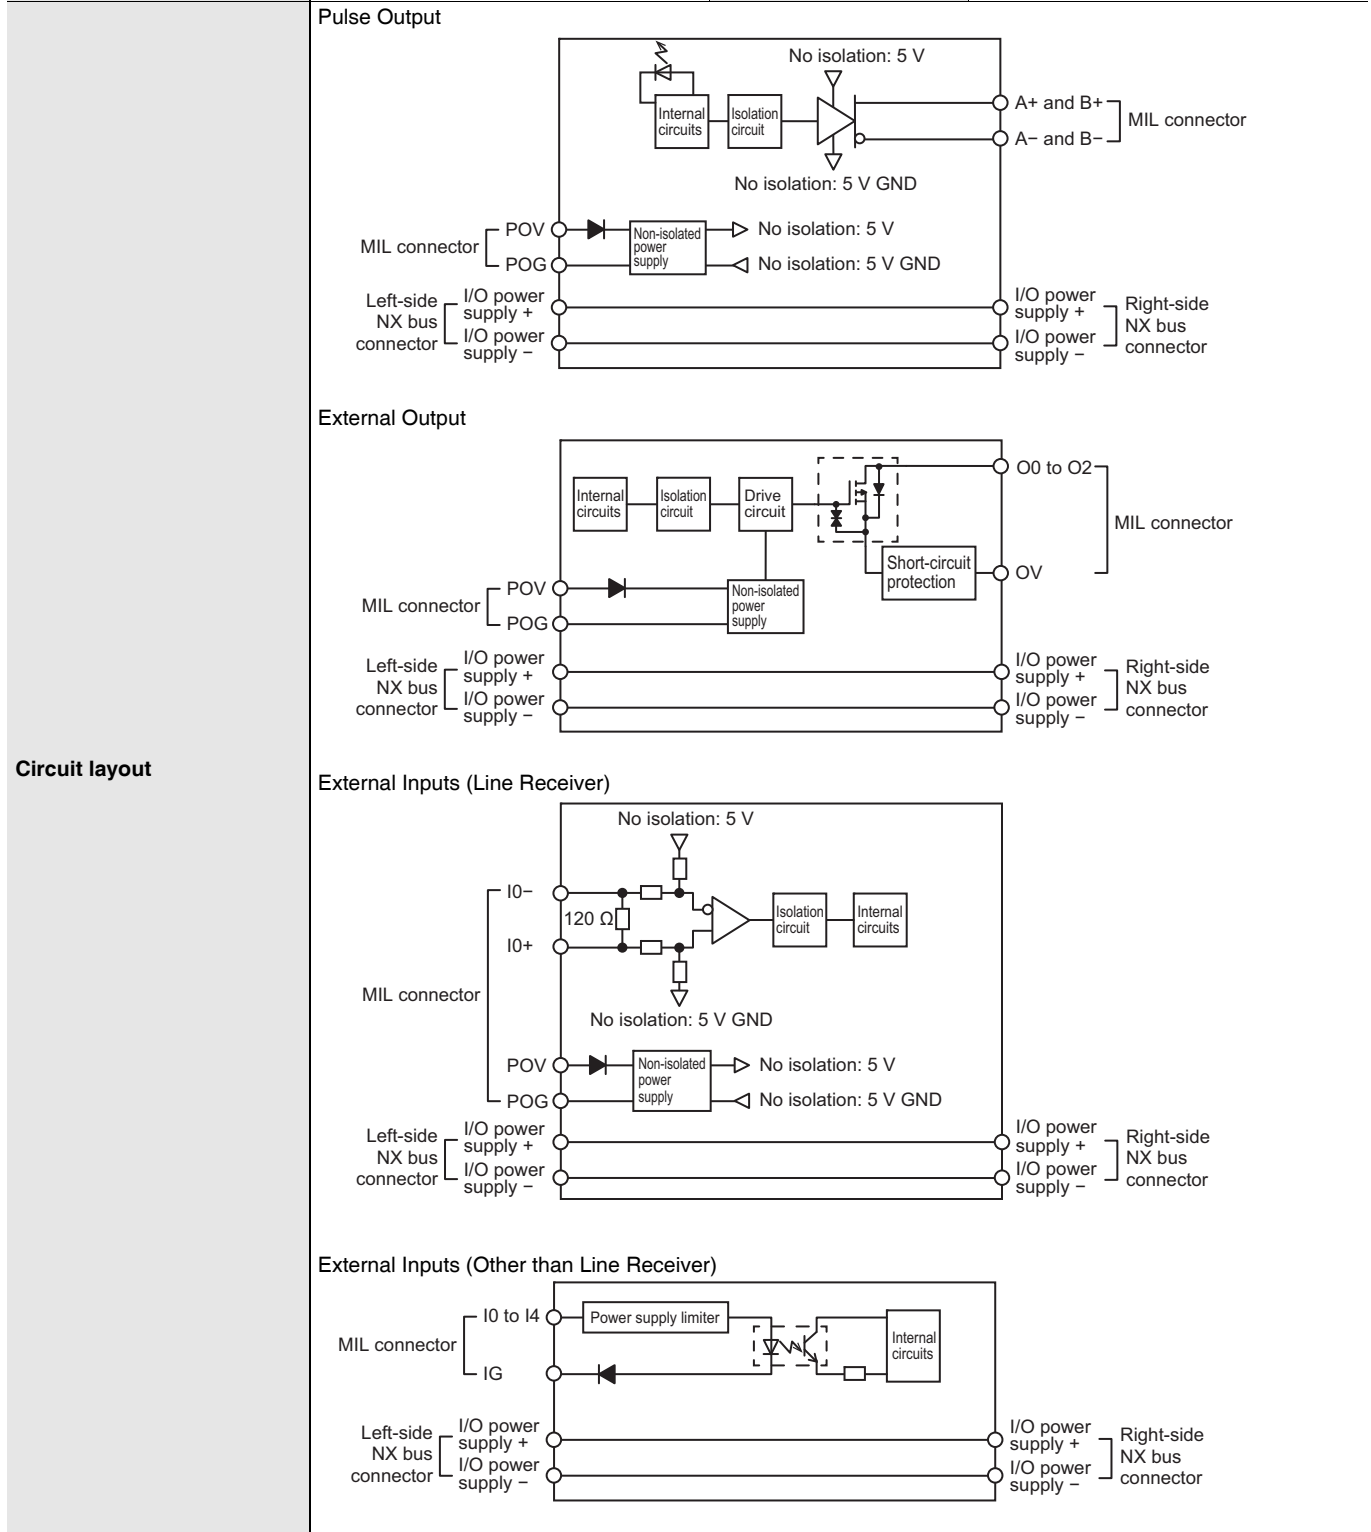 Circuit layout
Pulse Output
No isolation: 5 V
Internal
circuits
Isolation
circuit
A+ and B+
A− and B−
MIL connector
No isolation: 5 V GND
MIL connector
POV
POG
Non-isolated
power
supply
No isolation: 5 V
No isolation: 5 V GND
Left-side
NX bus
connector
I/O power
supply +
I/O power
supply −
I/O power
supply +
I/O power
supply −
Right-side
NX bus
connector
External Output
Internal
circuits
Isolation
circuit
Drive
circuit
O0 to O2
MIL connector
Short-circuit
protection
OV
MIL connector
POV
POG
Non-isolated
power
supply
Left-side
NX bus
connector
I/O power
supply +
I/O power
supply −
I/O power
supply +
I/O power
supply −
Right-side
NX bus
connector
External Inputs (Line Receiver)
No isolation: 5 V
I0−
120 Ω
I0+
Isolation
circuit
Internal
circuits
MIL connector
No isolation: 5 V GND
POV
POG
Non-isolated
power
supply
No isolation: 5 V
No isolation: 5 V GND
Left-side
NX bus
connector
I/O power
supply +
I/O power
supply −
I/O power
supply +
I/O power
supply −
Right-side
NX bus
connector
External Inputs (Other than Line Receiver)
MIL connector
I0 to I4
IG
Power supply limiter
Internal
circuits
Left-side
NX bus
connector
I/O power
supply +
I/O power
supply −
I/O power
supply +
I/O power
supply −
Right-side
NX bus
connector